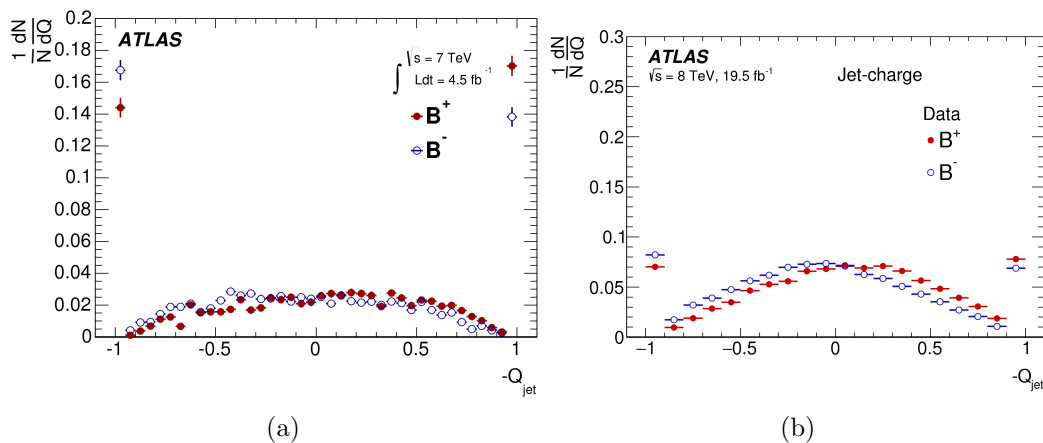 1/N dN/dQ
0.2
0.18
0.16
0.14
0.12
0.1
0.08
0.06
0.04
0.02
0
ATLAS
√s = 7 TeV
∫ Ldt = 4.5 fb⁻¹
B⁺
B⁻
-1 -0.5 0 0.5 1
-Q_jet
(a)
1/N dN/dQ
0.3
0.25
0.2
0.15
0.1
0.05
0
ATLAS
√s = 8 TeV, 19.5 fb⁻¹
Jet-charge
Data
B⁺
B⁻
−1 −0.5 0 0.5 1
-Q_jet
(b)